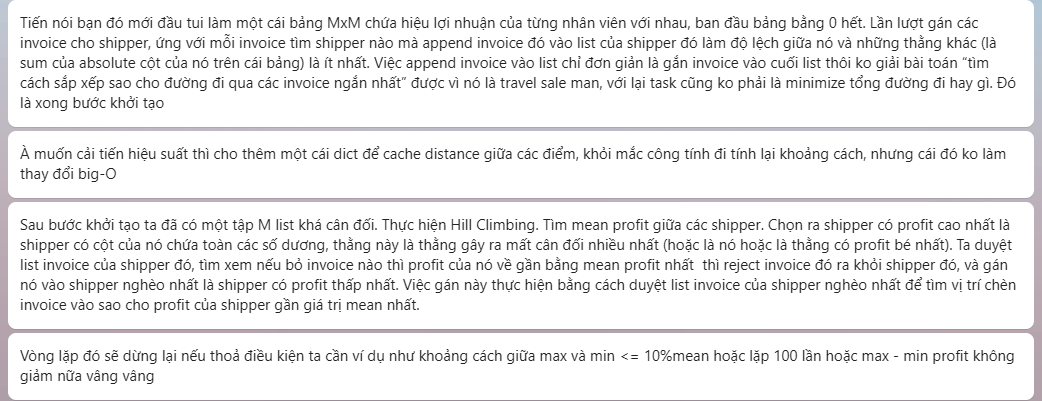 Tiến nói bạn đó mới đầu tui làm một cái bảng MxM chứa hiệu lợi nhuận của từng nhân viên với nhau, ban đầu bảng bằng 0 hết. Lần lượt gán các
invoice cho shipper, ứng với mỗi invoice tìm shipper nào mà append invoice đó vào list của shipper đó làm độ lệch giữa nó và những thằng khác (là
sum của absolute cột của nó trên cái bảng) là ít nhất. Việc append invoice vào list chỉ đơn giản là gắn invoice vào cuối list thôi ko giải bài toán "tìm
cách sắp xếp sao cho đường đi qua các invoice ngắn nhất" được vì nó là travel sale man, với lại task cũng ko phải là minimize tổng đường đi hay gì. Đó
là xong bước khởi tạo
À muốn cải tiến hiệu suất thì cho thêm một cái dict để cache distance giữa các điểm, khỏi mắc công tính đi tính lại khoảng cách, nhưng cái đó ko làm
thay đổi big-O
Sau bước khởi tạo ta đã có một tập M list khá cân đối. Thực hiện Hill Climbing. Tìm mean profit giữa các shipper. Chọn ra shipper có profit cao nhất là
shipper có cột của nó chứa toàn các số dương, thằng này là thằng gây ra mất cân đối nhiều nhất (hoặc là nó hoặc là thằng có profit bé nhất). Ta duyệt
list invoice của shipper đó, tìm xem nếu bỏ invoice nào thì profit của nó về gần bằng mean profit nhất  thì reject invoice đó ra khỏi shipper đó, và gán
nó vào shipper nghèo nhất là shipper có profit thấp nhất. Việc gán này thực hiện bằng cách duyệt list invoice của shipper nghèo nhất để tìm vị trí chèn
invoice vào sao cho profit của shipper gần giá trị mean nhất.
Vòng lặp đó sẽ dừng lại nếu thoả điều kiện ta cần ví dụ như khoảng cách giữa max và min <= 10%mean hoặc lặp 100 lần hoặc max - min profit không
giảm nữa vâng vâng